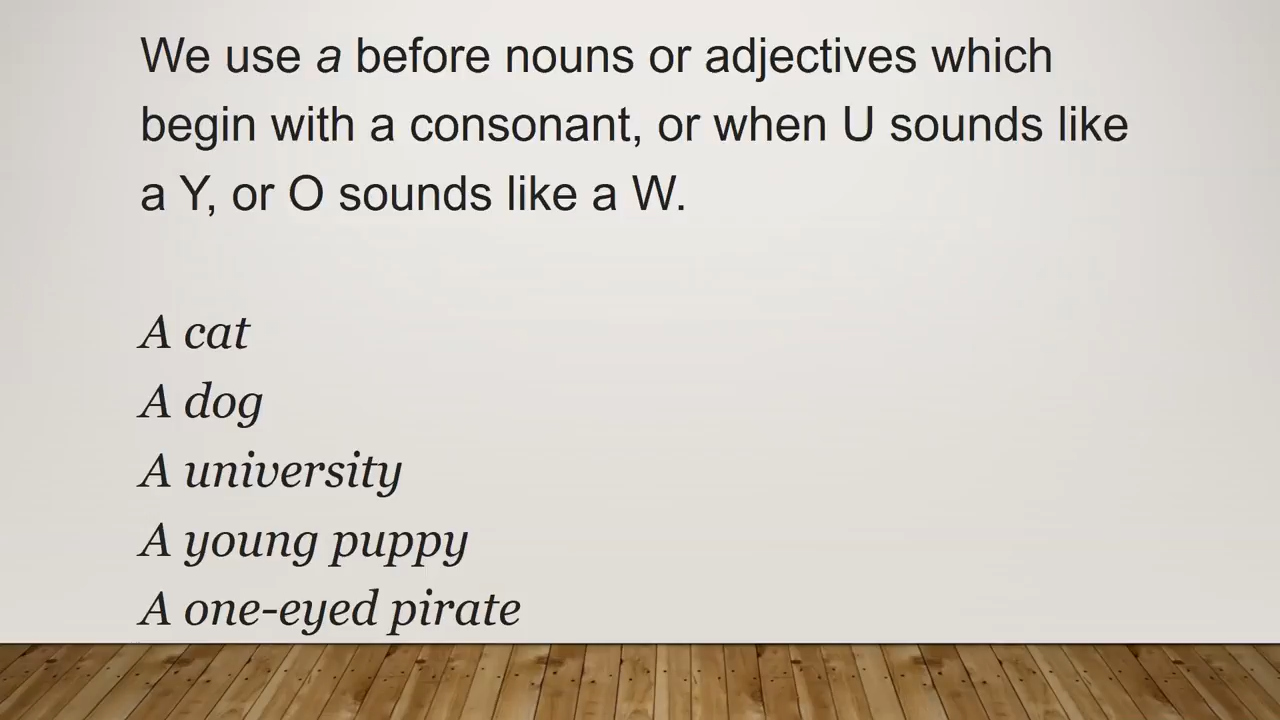 We use a before nouns or adjectives which
begin with a consonant, or when U sounds like
a Y, or O sounds like a W.
A cat
A dog
A university
A young puppy
A one-eyed pirate